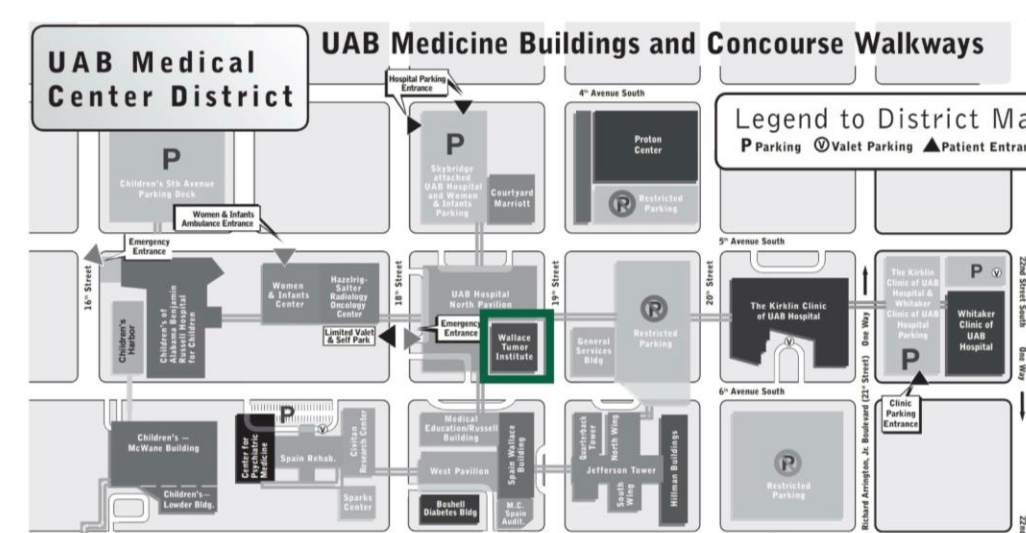 UAB Medical
Center District
UAB Medicine Buildings and Concourse Walkways
Hospital Parking
Entrance
4th Avenue South
Legend to District Ma
P Parking Ⓥ Valet Parking ▲ Patient Entran
P
Children's 5th Avenue
Parking Deck
P
Skybridge
attached
UAB Hospital
and Women
& Infants
Parking
Courtyard
Marriott
Proton
Center
P
Restricted
Parking
Women & Infants
Ambulance Entrance
Emergency
Entrance
5th Avenue South
16th Street
Children's
Harbor
Children's of
Alabama Benjamin
Russell Hospital
for Children
Women
& Infants
Center
Hazelrig-
Salter
Radiology
Oncology
Center
Limited Valet
& Self Park
18th Street
UAB Hospital
North Pavilion
Emergency
Entrance
Wallace
Tumor
Institute
19th Street
General
Services
Bldg
P
Restricted
Parking
20th Street
The Kirklin Clinic
of UAB Hospital
V
One Way
The Kirklin
Clinic of UAB
Hospital &
Whitaker
Clinic of UAB
Hospital
Parking
P
P V
Whitaker
Clinic of
UAB
Hospital
22nd Street South
One Way
6th Avenue South
Clinic
Parking
Entrance
Richard Arrington, Jr. Boulevard (21st Street)
Children's —
McWane Building
Children's—
Lowder Bldg.
Center for
Psychiatric
Medicine
P
V
Spain Rehab.
Civitan
Research Center
Sparks
Center
Medical
Education/Russell
Building
West Pavilion
Spain Wallace
Building
Boshell
Diabetes Bldg
M.C.
Spain
Audit.
Quarterback
Tower
North Wing
Jefferson Tower
South
Wing
Hillman Buildings
P
Restricted
Parking
22nd